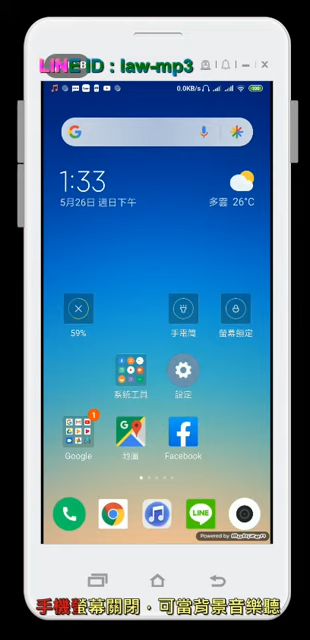 LINE ID：law-mp3
0.0KB/s
1:33
5月26日 週日下午
多雲 26°C
59%
手電筒
螢幕鎖定
系統工具
設定
1
Google
地圖
Facebook
LINE
Powered by Mobizen
手機螢幕關閉，可當背景音樂聽